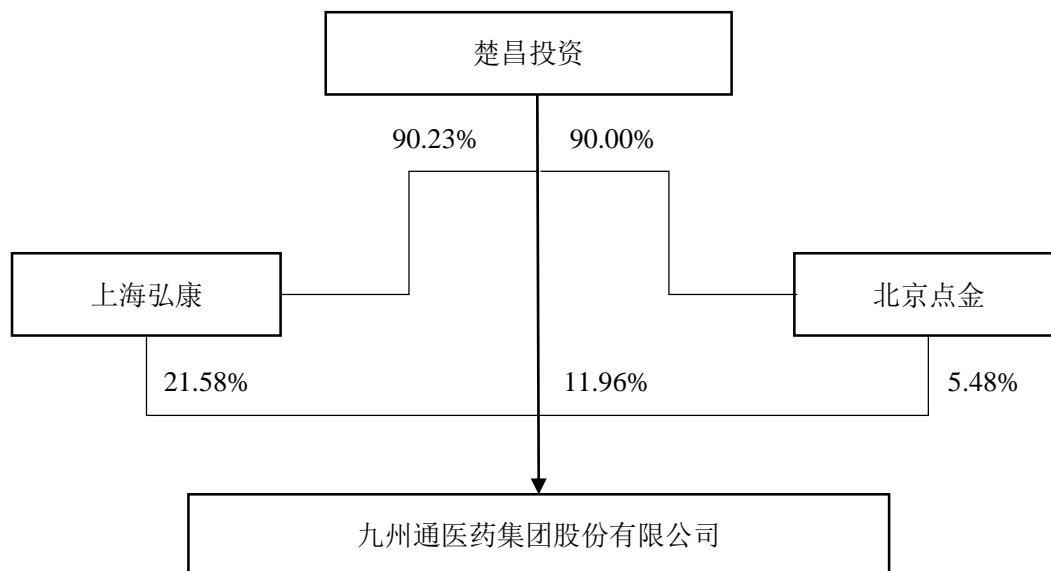 楚昌投资
90.23%
90.00%
上海弘康
北京点金
21.58%
11.96%
5.48%
九州通医药集团股份有限公司